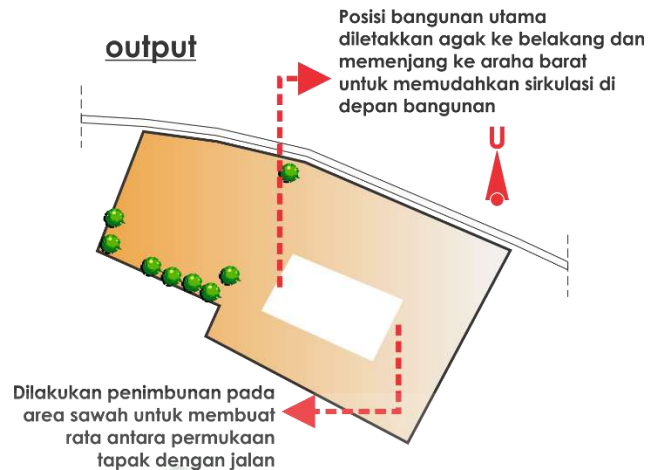 output
Posisi bangunan utama
diletakkan agak ke belakang dan
memenjang ke araha barat
untuk memudahkan sirkulasi di
depan bangunan
U
Dilakukan penimbunan pada
area sawah untuk membuat
rata antara permukaan
tapak dengan jalan